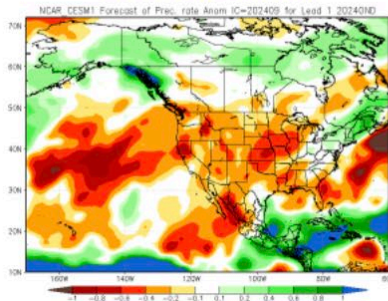 NCAR_CESM1 Forecast of Prec. rate Anom IC=202409 for Lead 1 2024OND
70N
60N
50N
40N
30N
20N
10N
160W 140W 120W 100W 80W 60W
-1 -0.8 -0.6 -0.4 -0.2 -0.1 0.1 0.2 0.4 0.6 0.8